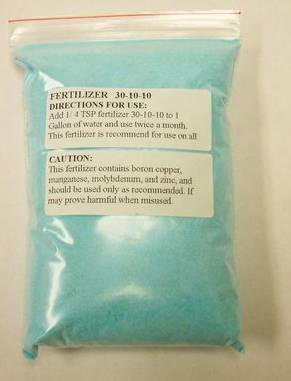 FERTILIZER 30-10-10
DIRECTIONS FOR USE:
Add 1/ 4 TSP fertilizer 30-10-10 to 1
Gallon of water and use twice a month.
This fertilizer is recommend for use on all
CAUTION:
This fertilizer contains boron copper,
manganese, molybdenum, and zinc, and
should be used only as recommended. If
may prove harmful when misused.